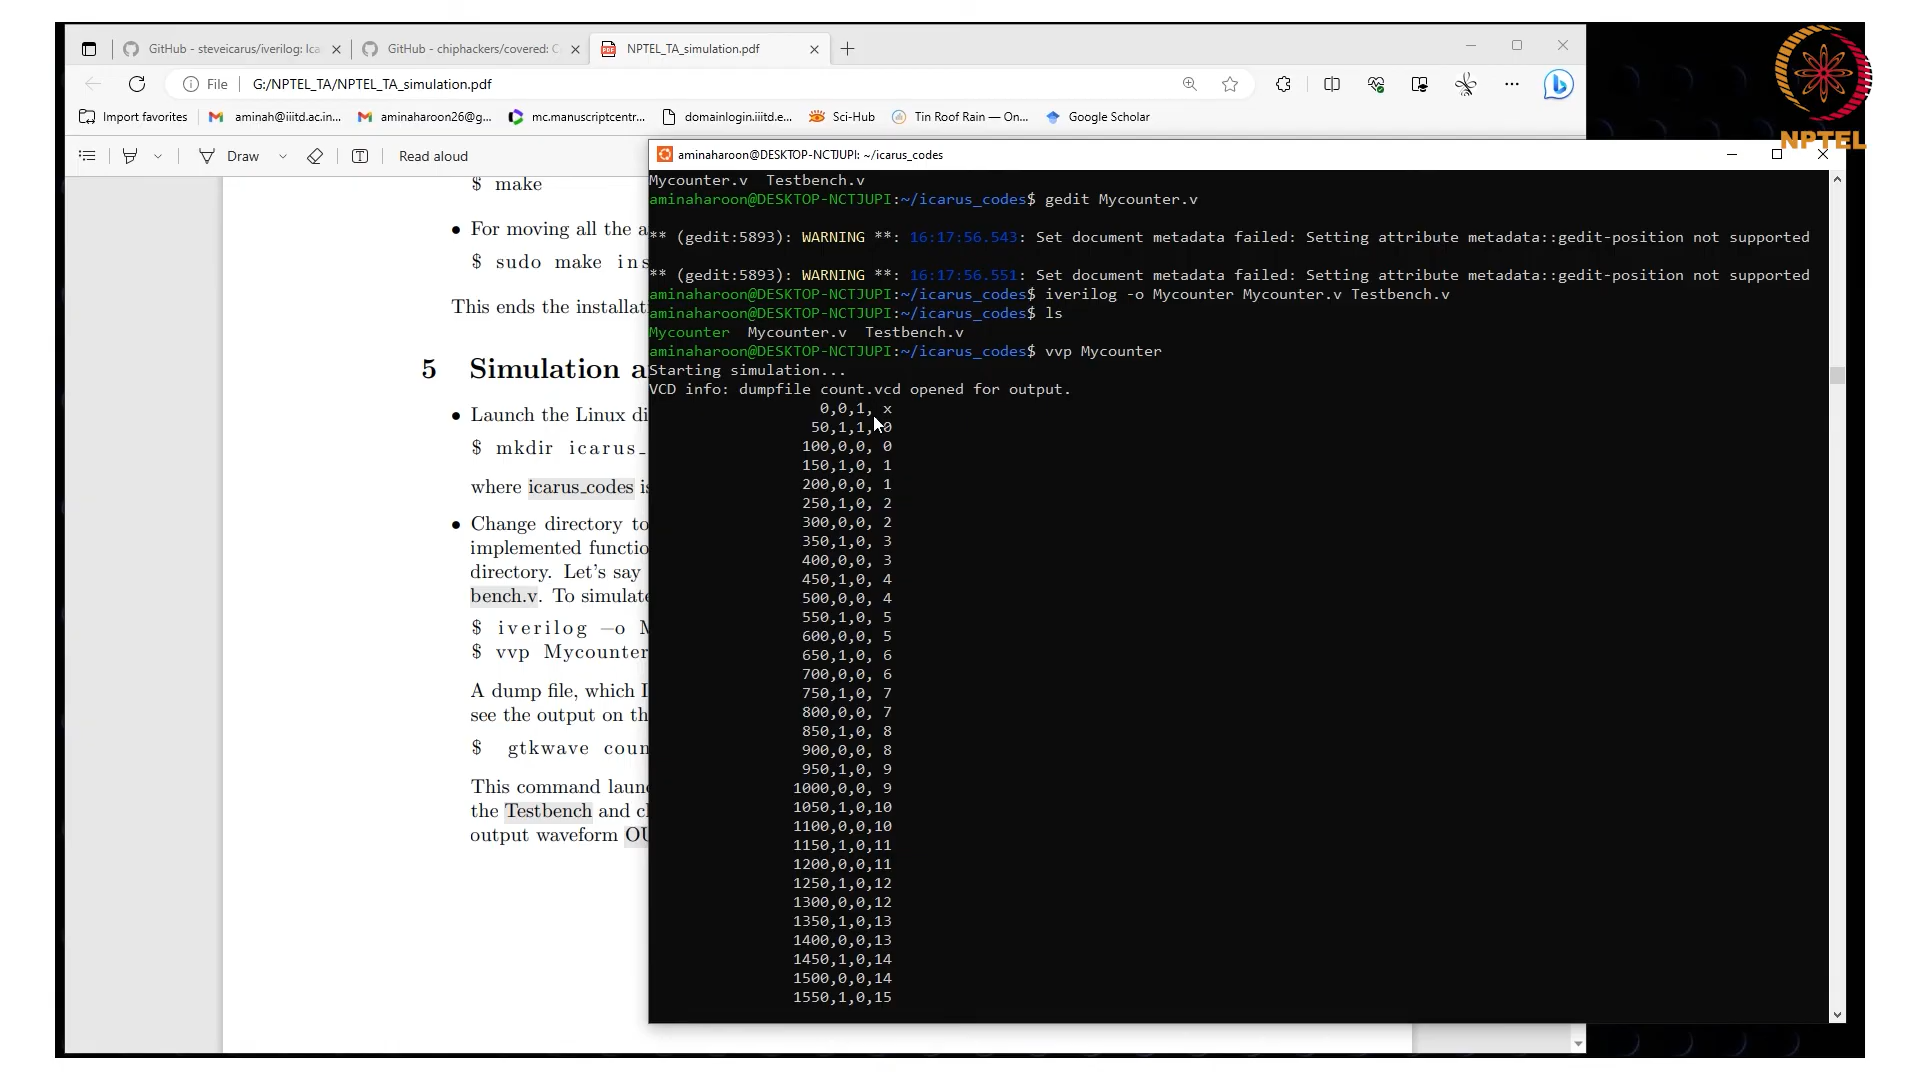 GitHub - steveicarus/iverilog: Ica
GitHub - chiphackers/covered: C
NPTEL_TA_simulation.pdf
File
G:/NPTEL_TA/NPTEL_TA_simulation.pdf
NPTEL
Import favorites
aminah@iiitd.ac.in...
aminaharoon26@g...
mc.manuscriptcentr...
domainlogin.iiitd.e...
Sci-Hub
Tin Roof Rain — On...
Google Scholar
Draw
Read aloud
$ make
• For moving all the a
$ sudo make ins
This ends the installati
5 Simulation a
• Launch the Linux di
$ mkdir icarus_
where icarus_codes is
• Change directory to
implemented functio
directory. Let's say
bench.v. To simulate
$ iverilog −o M
$ vvp Mycounter
A dump file, which I
see the output on th
$ gtkwave coun
This command laun
the Testbench and cl
output waveform OU
aminaharoon@DESKTOP-NCTJUPI: ~/icarus_codes
Mycounter.v  Testbench.v
aminaharoon@DESKTOP-NCTJUPI:~/icarus_codes$ gedit Mycounter.v
** (gedit:5893): WARNING **: 16:17:56.543: Set document metadata failed: Setting attribute metadata::gedit-position not supported
** (gedit:5893): WARNING **: 16:17:56.551: Set document metadata failed: Setting attribute metadata::gedit-position not supported
aminaharoon@DESKTOP-NCTJUPI:~/icarus_codes$ iverilog -o Mycounter Mycounter.v Testbench.v
aminaharoon@DESKTOP-NCTJUPI:~/icarus_codes$ ls
Mycounter  Mycounter.v  Testbench.v
aminaharoon@DESKTOP-NCTJUPI:~/icarus_codes$ vvp Mycounter
Starting simulation...
VCD info: dumpfile count.vcd opened for output.
0,0,1, x
50,1,1, 0
100,0,0, 0
150,1,0, 1
200,0,0, 1
250,1,0, 2
300,0,0, 2
350,1,0, 3
400,0,0, 3
450,1,0, 4
500,0,0, 4
550,1,0, 5
600,0,0, 5
650,1,0, 6
700,0,0, 6
750,1,0, 7
800,0,0, 7
850,1,0, 8
900,0,0, 8
950,1,0, 9
1000,0,0, 9
1050,1,0,10
1100,0,0,10
1150,1,0,11
1200,0,0,11
1250,1,0,12
1300,0,0,12
1350,1,0,13
1400,0,0,13
1450,1,0,14
1500,0,0,14
1550,1,0,15